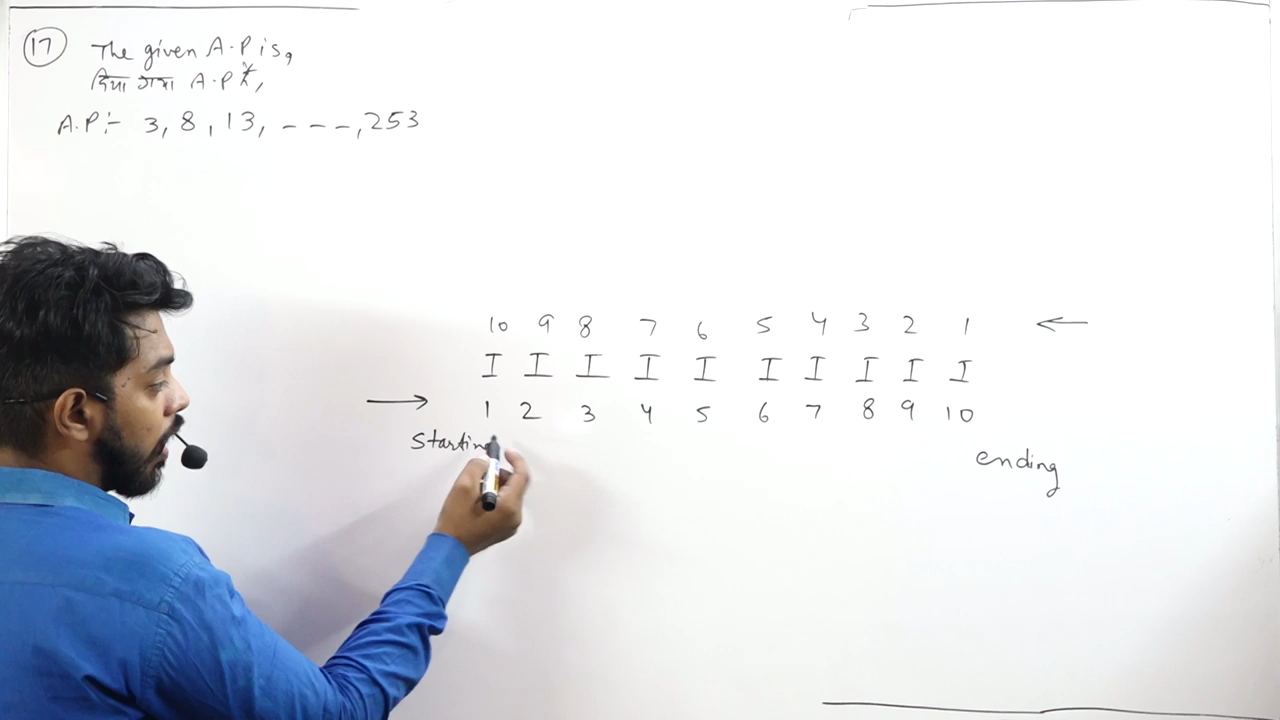 17 The given A.P is,
दिया गया A.P है,
A.P:- 3, 8, 13, - - -, 253
10 9 8 7 6 5 4 3 2 1 ←
I I I I I I I I I I
→ 1 2 3 4 5 6 7 8 9 10
Starting ending